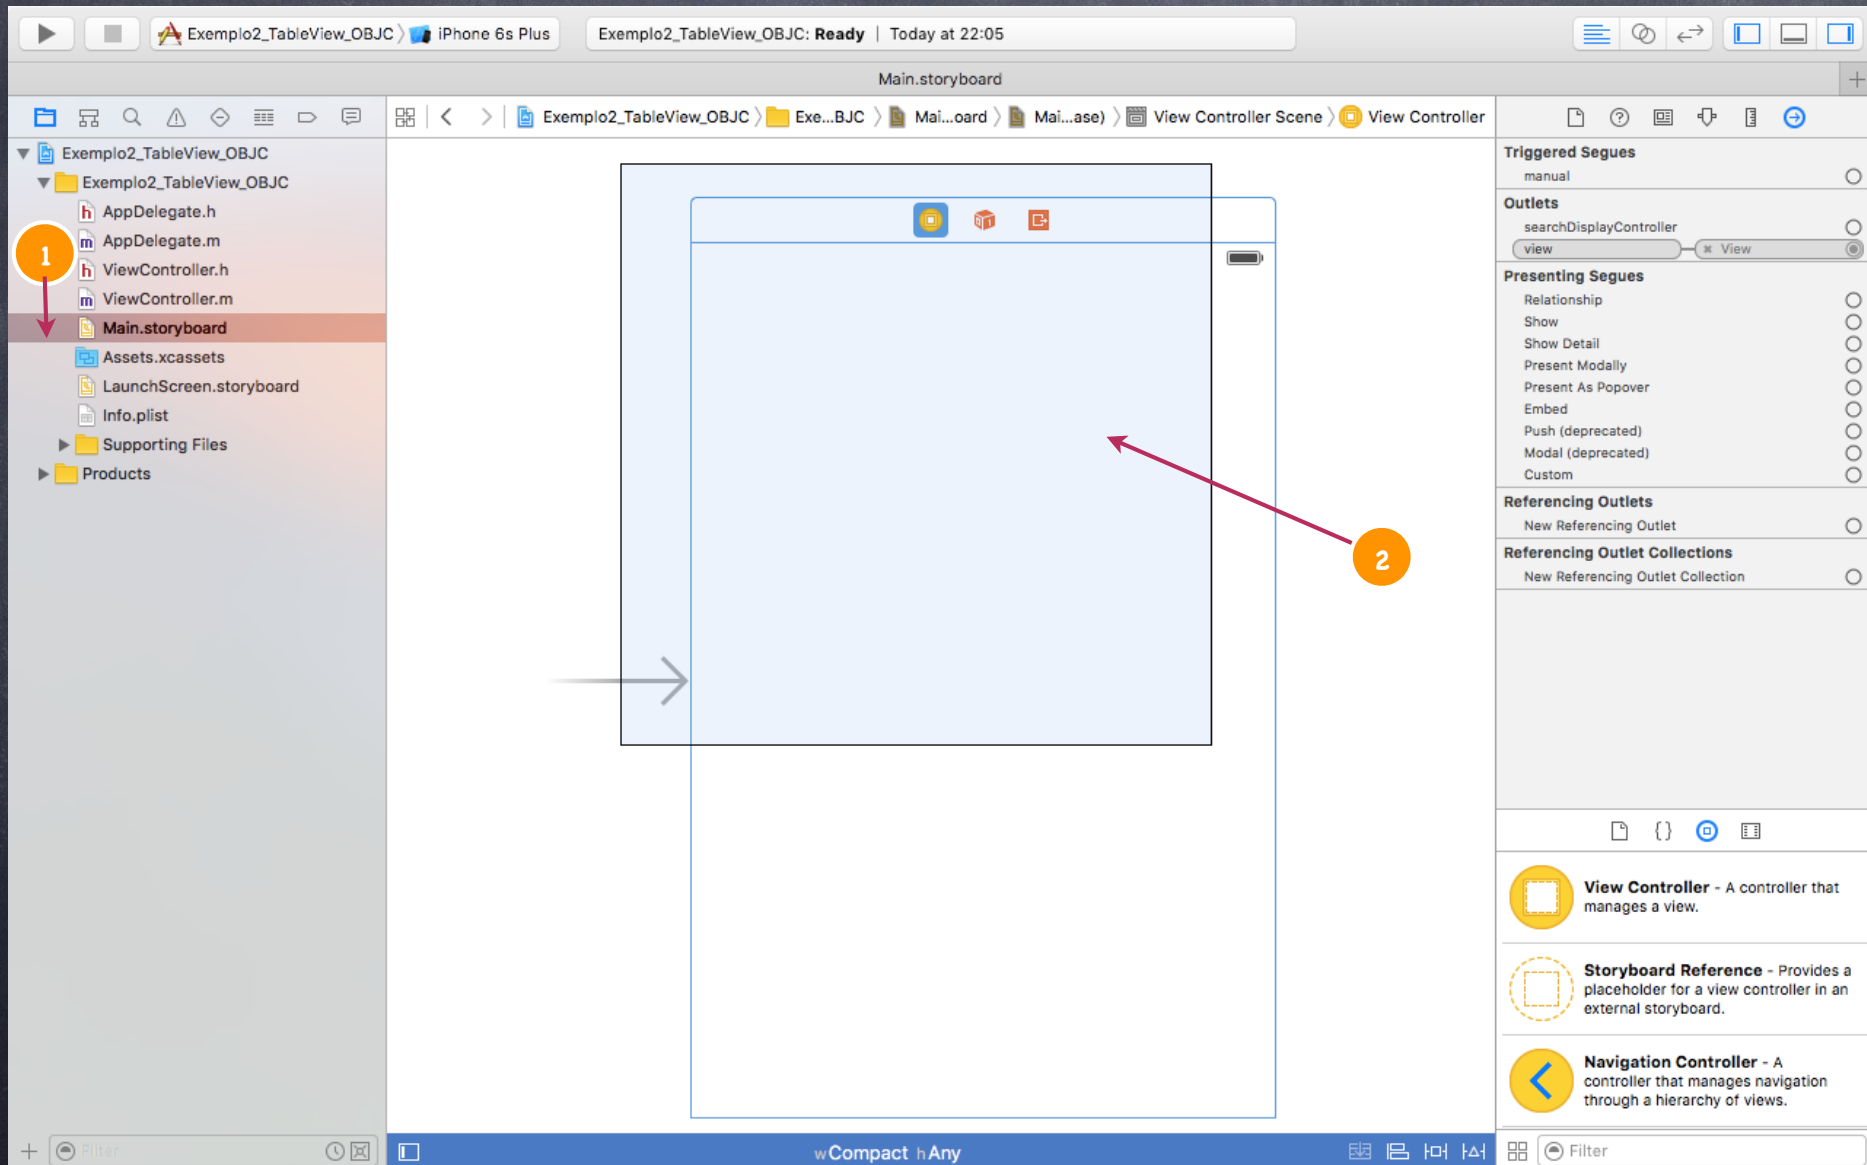 Exemplo2_TableView_OBJC
iPhone 6s Plus
Exemplo2_TableView_OBJC: Ready | Today at 22:05
Main.storyboard
Exemplo2_TableView_OBJC
Exe...BJC
Mai...oard
Mai...ase)
View Controller Scene
View Controller
Exemplo2_TableView_OBJC
Exemplo2_TableView_OBJC
h AppDelegate.h
m AppDelegate.m
1
h ViewController.h
m ViewController.m
Main.storyboard
Assets.xcassets
LaunchScreen.storyboard
Info.plist
Supporting Files
Products
Filter
2
wCompact hAny
Triggered Segues
manual
Outlets
searchDisplayController
view
View
Presenting Segues
Relationship
Show
Show Detail
Present Modally
Present As Popover
Embed
Push (deprecated)
Modal (deprecated)
Custom
Referencing Outlets
New Referencing Outlet
Referencing Outlet Collections
New Referencing Outlet Collection
{}
View Controller - A controller that
manages a view.
Storyboard Reference - Provides a
placeholder for a view controller in an
external storyboard.
Navigation Controller - A
controller that manages navigation
through a hierarchy of views.
Filter